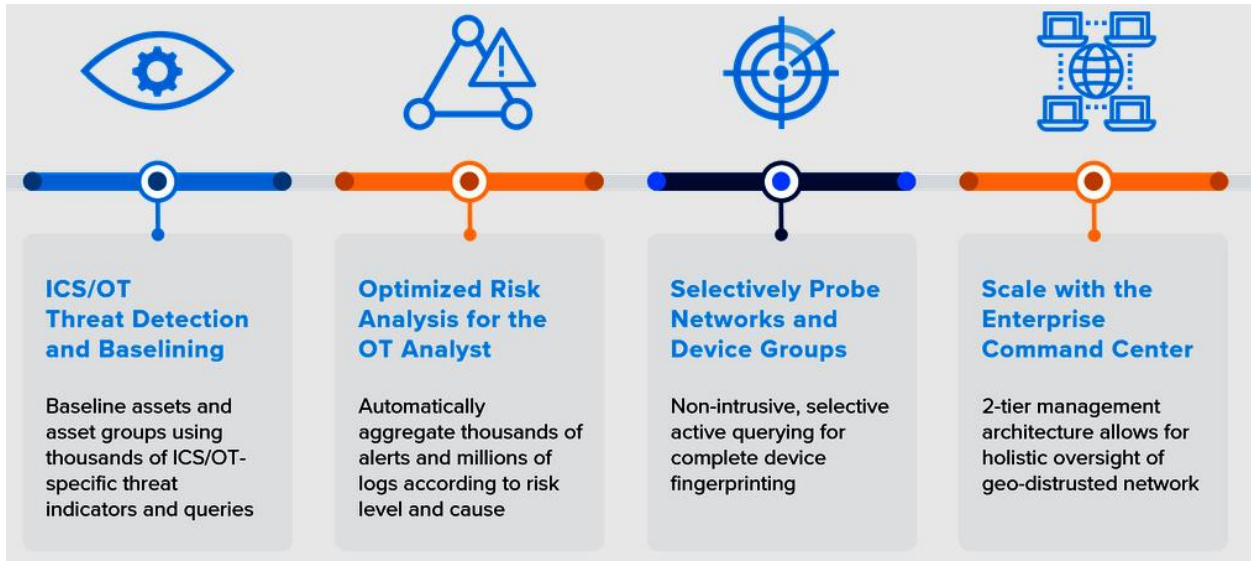 ICS/OT
Threat Detection
and Baselining
Baseline assets and
asset groups using
thousands of ICS/OT-
specific threat
indicators and queries
Optimized Risk
Analysis for the
OT Analyst
Automatically
aggregate thousands of
alerts and millions of
logs according to risk
level and cause
Selectively Probe
Networks and
Device Groups
Non-intrusive, selective
active querying for
complete device
fingerprinting
Scale with the
Enterprise
Command Center
2-tier management
architecture allows for
holistic oversight of
geo-distrusted network